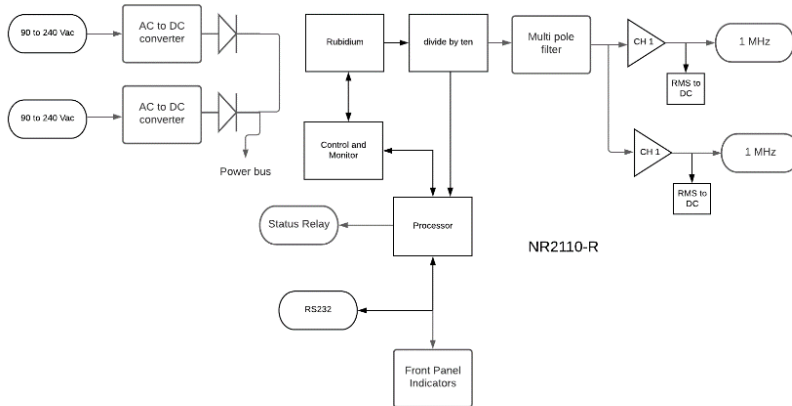 90 to 240 Vac
AC to DC
converter
90 to 240 Vac
AC to DC
converter
Power bus
Rubidium
divide by ten
Multi pole
filter
CH 1
1 MHz
RMS to
DC
Control and
Monitor
CH 1
1 MHz
RMS to
DC
Status Relay
Processor
NR2110-R
RS232
Front Panel
Indicators